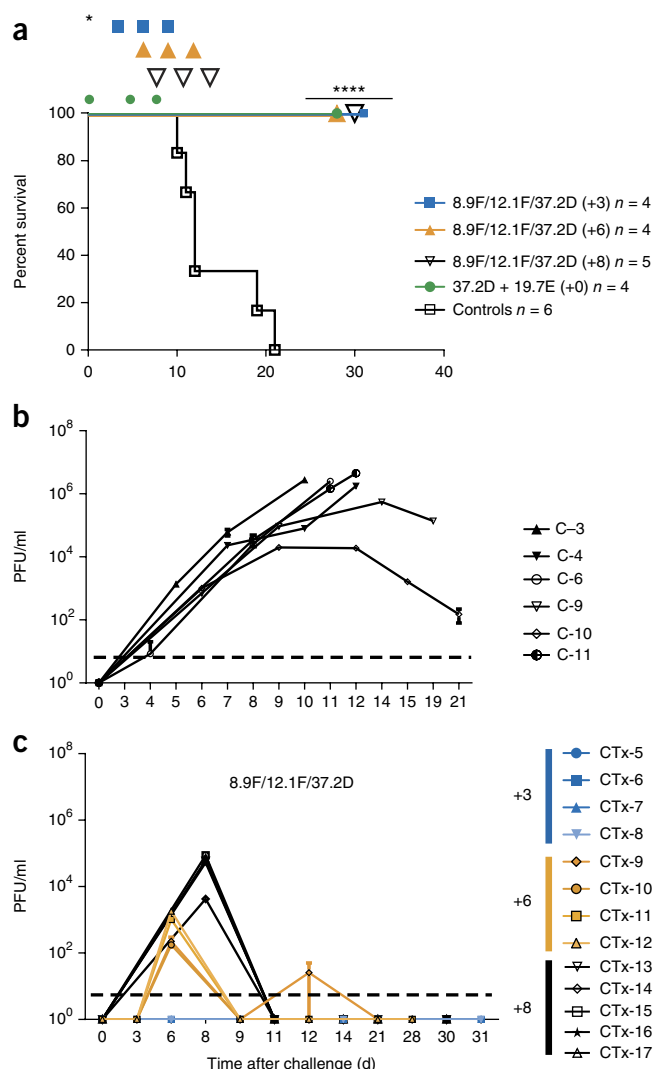 a
*
****
100
80
60
40
20
0
Percent survival
0 10 20 30 40
8.9F/12.1F/37.2D (+3) n = 4
8.9F/12.1F/37.2D (+6) n = 4
8.9F/12.1F/37.2D (+8) n = 5
37.2D + 19.7E (+0) n = 4
Controls n = 6
b
10^8
10^6
10^4
10^2
10^0
PFU/ml
0 3 4 5 6 7 8 9 10 11 12 14 15 19 21
C–3
C-4
C-6
C-9
C-10
C-11
c
8.9F/12.1F/37.2D
10^8
10^6
10^4
10^2
10^0
PFU/ml
0 3 6 8 9 11 12 14 21 28 30 31
Time after challenge (d)
+3
CTx-5
CTx-6
CTx-7
CTx-8
+6
CTx-9
CTx-10
CTx-11
CTx-12
+8
CTx-13
CTx-14
CTx-15
CTx-16
CTx-17